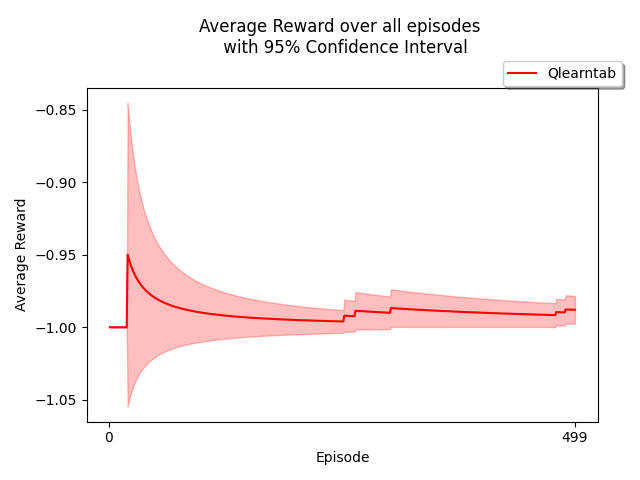 Average Reward over all episodes
with 95% Confidence Interval
Qlearntab
−0.85
−0.90
−0.95
−1.00
−1.05
Average Reward
0
499
Episode